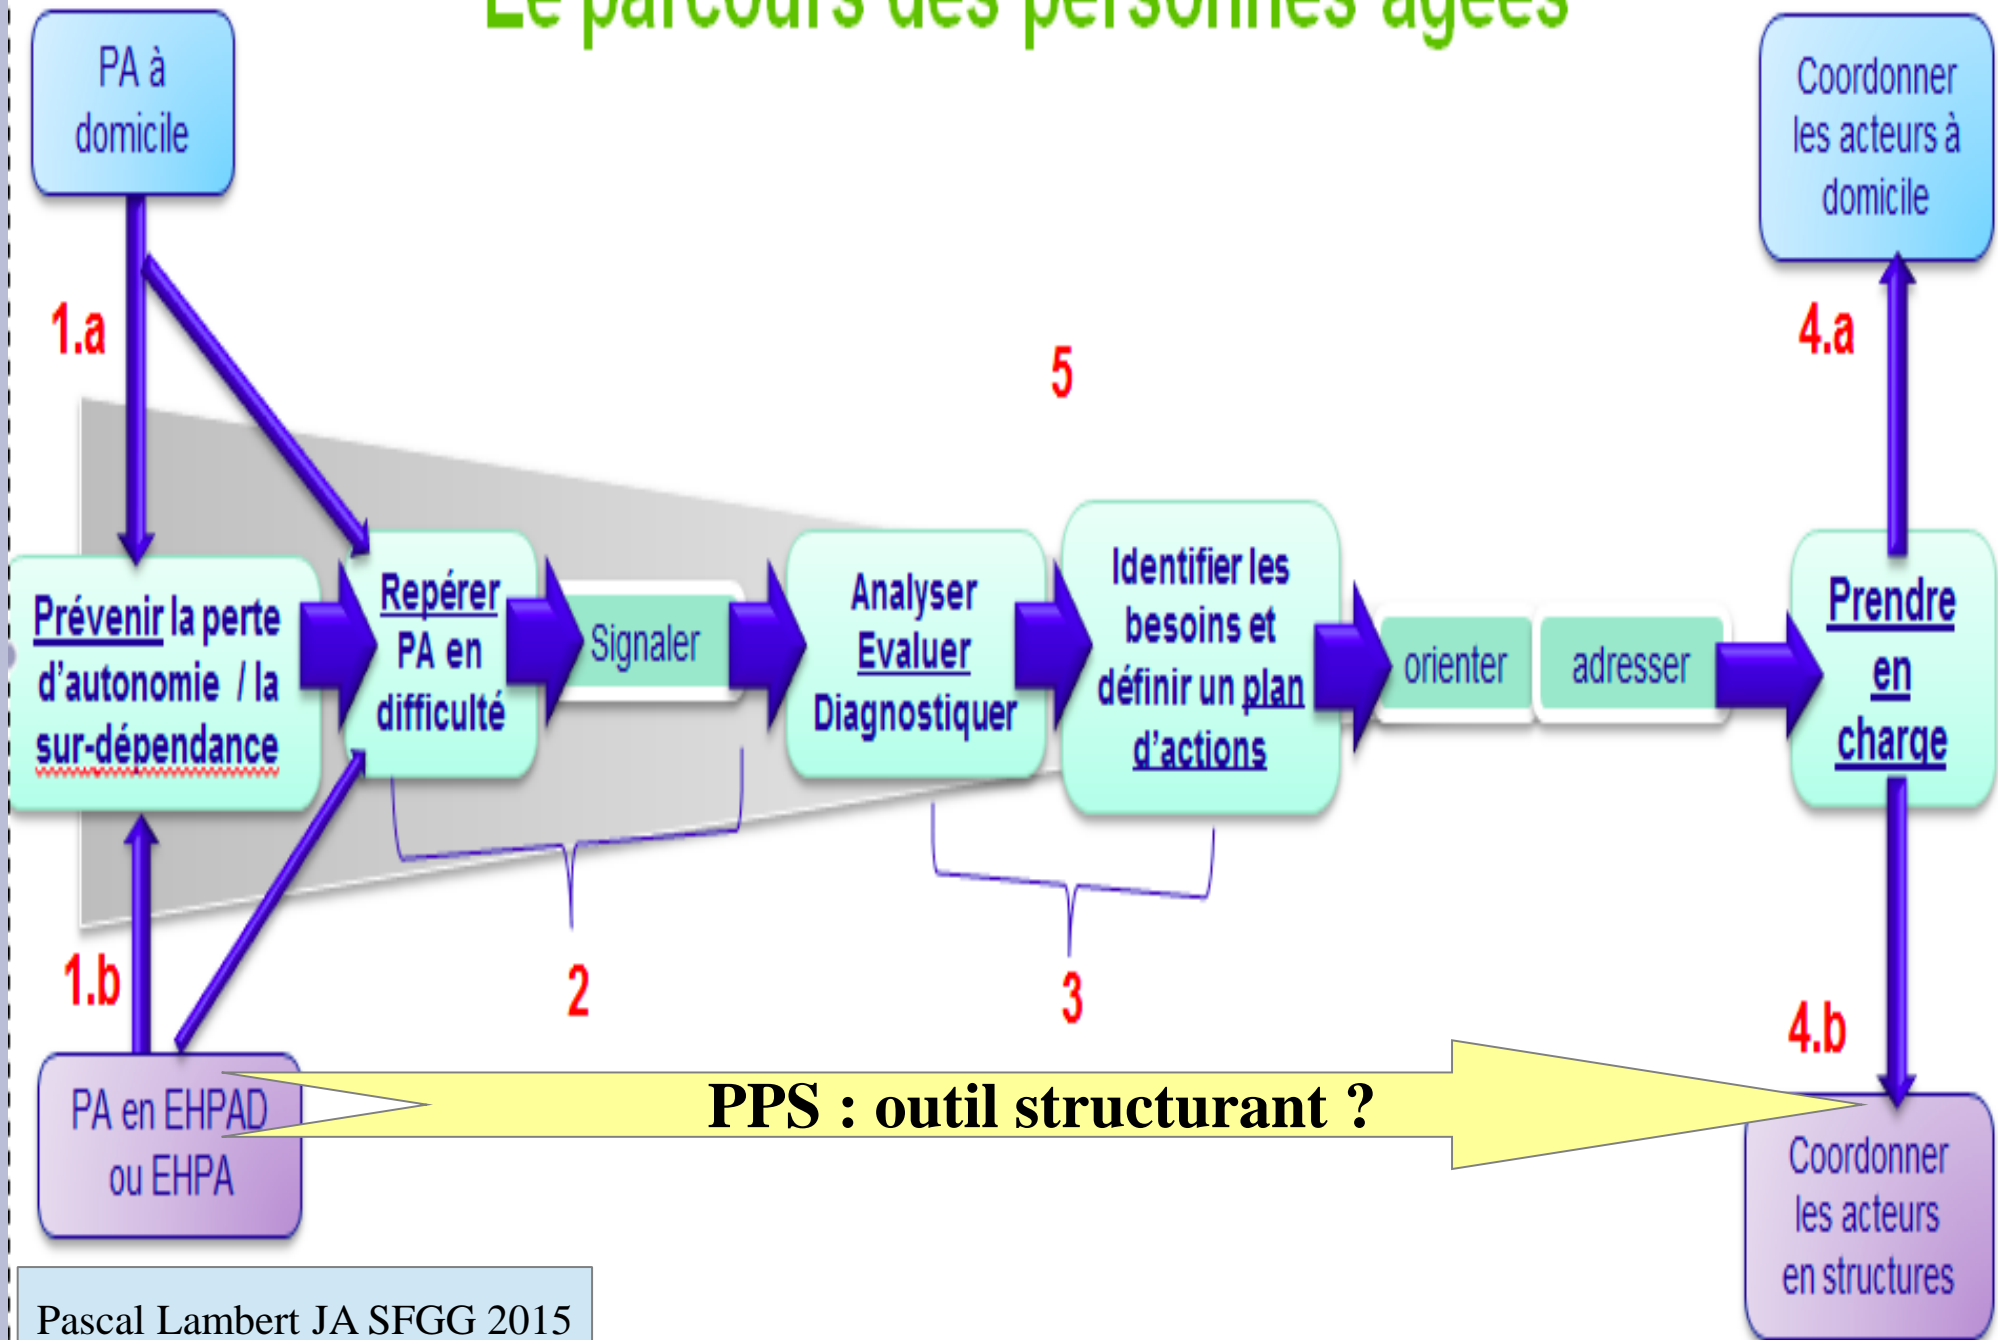 Le parcours des personnes âgées
PA à
domicile
Coordonner
les acteurs à
domicile
1.a
4.a
5
Prévenir la perte
d’autonomie / la
sur-dépendance
Repérer
PA en
difficulté
Signaler
Analyser
Evaluer
Diagnostiquer
Identifier les
besoins et
définir un plan
d’actions
orienter
adresser
Prendre
en
charge
1.b
2
3
4.b
PA en EHPAD
ou EHPA
PPS : outil structurant ?
Coordonner
les acteurs
en structures
Pascal Lambert JA SFGG 2015